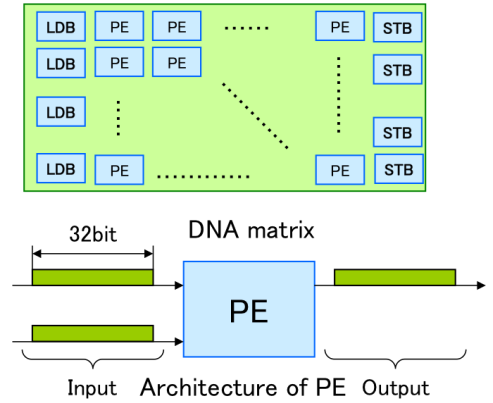 LDB PE PE ...... PE STB
LDB PE PE STB
LDB STB
LDB PE PE STB
DNA matrix
32bit
PE
Input Architecture of PE Output